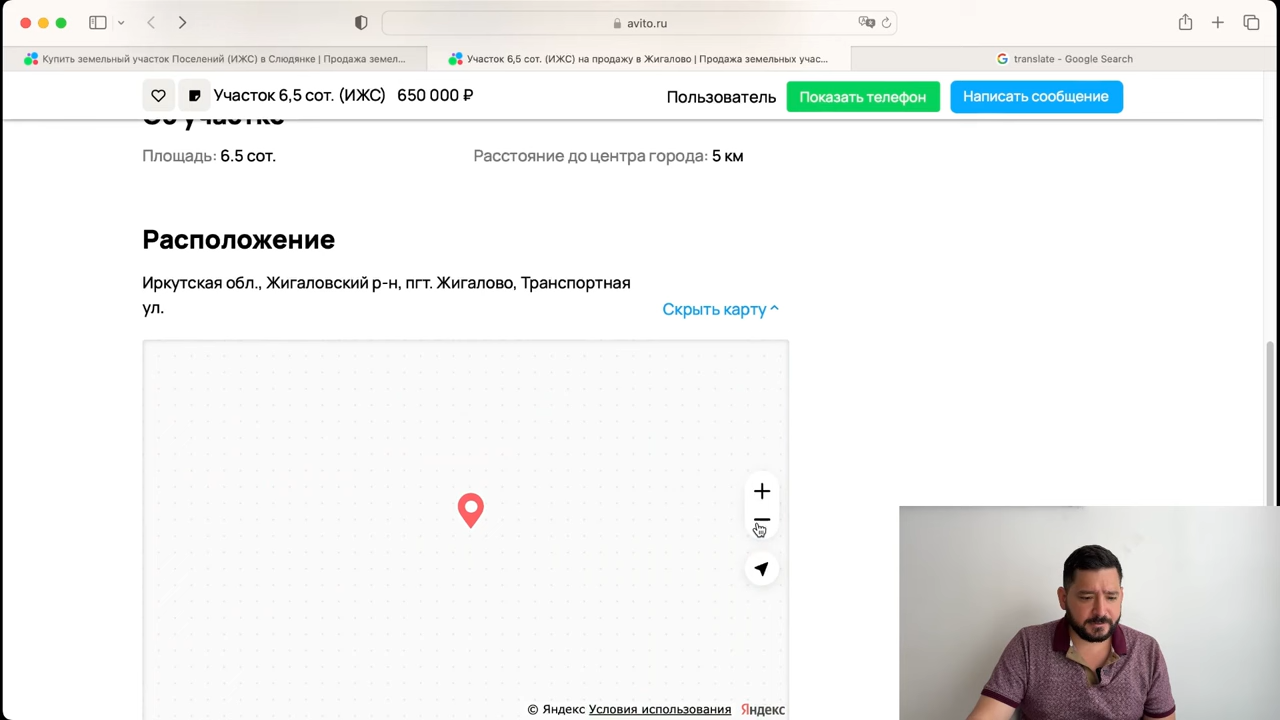 avito.ru
Купить земельный участок Поселений (ИЖС) в Слюдянке | Продажа земел...
Участок 6,5 сот. (ИЖС) на продажу в Жигалово | Продажа земельных учас...
translate - Google Search
Участок 6,5 сот. (ИЖС) 650 000 ₽
Пользователь
Показать телефон
Написать сообщение
Об участке
Площадь: 6.5 сот.
Расстояние до центра города: 5 км
Расположение
Иркутская обл., Жигаловский р-н, пгт. Жигалово, Транспортная
ул.
Скрыть карту
© Яндекс Условия использования Яндекс